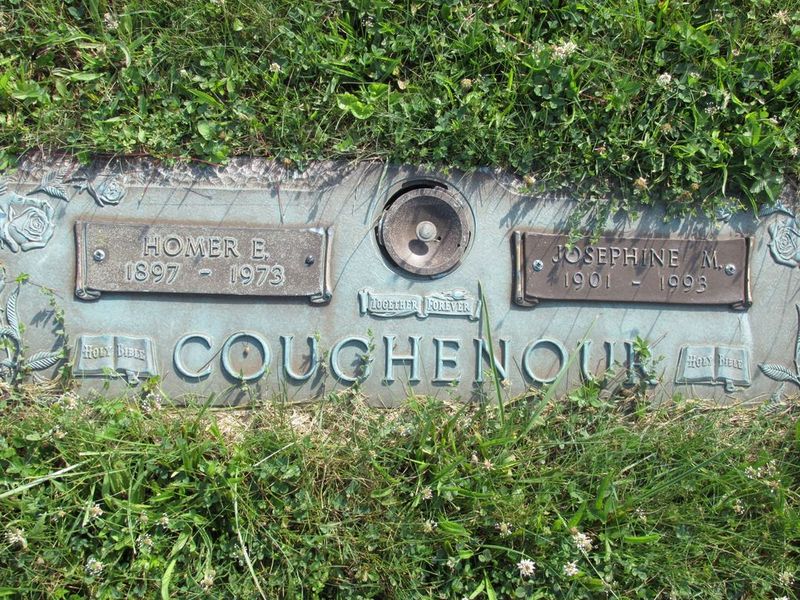 HOMER E.
1897 - 1973
JOSEPHINE M.
1901 - 1993
TOGETHER FOREVER
HOLY BIBLE
COUGHENOUR
HOLY BIBLE